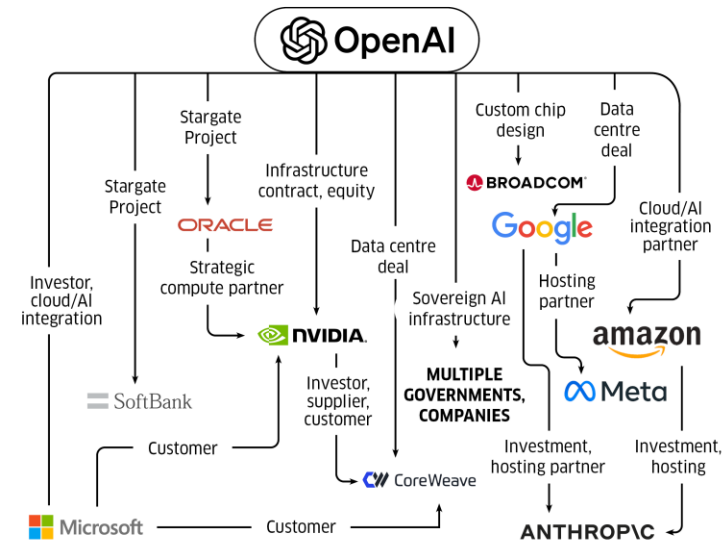 OpenAI
Stargate
Project
Stargate
Project
Infrastructure
contract, equity
Custom chip
design
Data
centre
deal
BROADCOM
ORACLE
Google
Cloud/AI
integration
partner
Data centre
deal
Strategic
compute partner
Investor,
cloud/AI
integration
Sovereign AI
infrastructure
Hosting
partner
NVIDIA.
amazon
SoftBank
Investor,
supplier,
customer
MULTIPLE
GOVERNMENTS,
COMPANIES
Meta
Customer
Investment,
hosting partner
Investment,
hosting
CoreWeave
Microsoft
Customer
ANTHROP\C